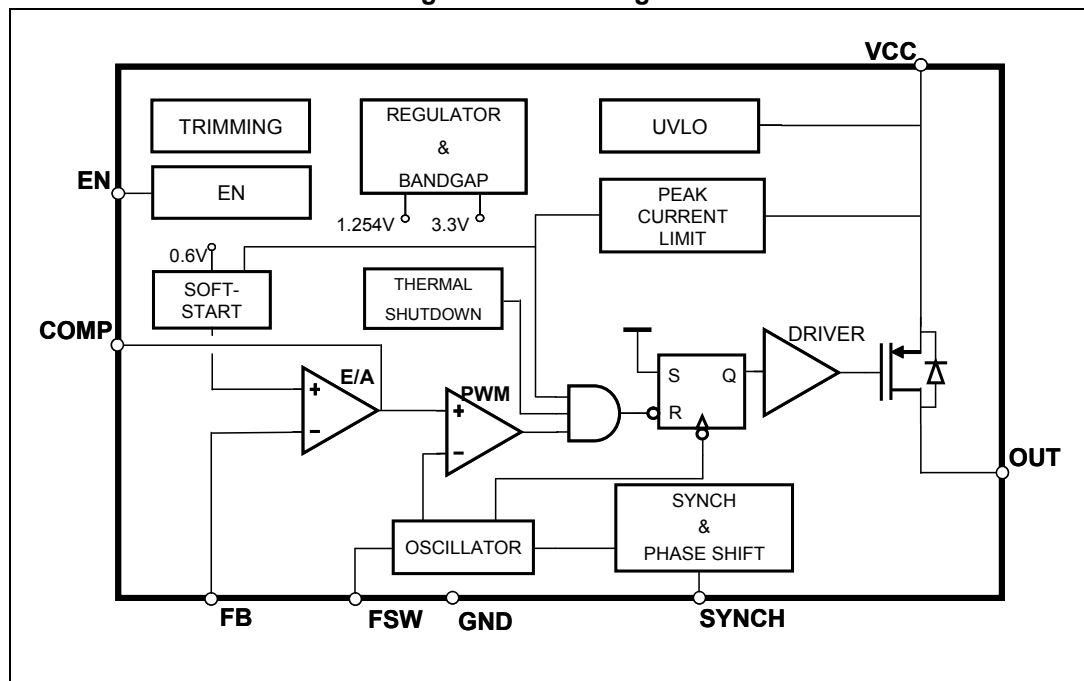 VCC
TRIMMING
REGULATOR
&
BANDGAP
UVLO
EN
EN
1.254V
3.3V
PEAK
CURRENT
LIMIT
0.6V
SOFT-
START
THERMAL
SHUTDOWN
COMP
DRIVER
E/A
+
-
PWM
+
-
S
Q
R
OUT
OSCILLATOR
SYNCH
&
PHASE SHIFT
FB
FSW
GND
SYNCH